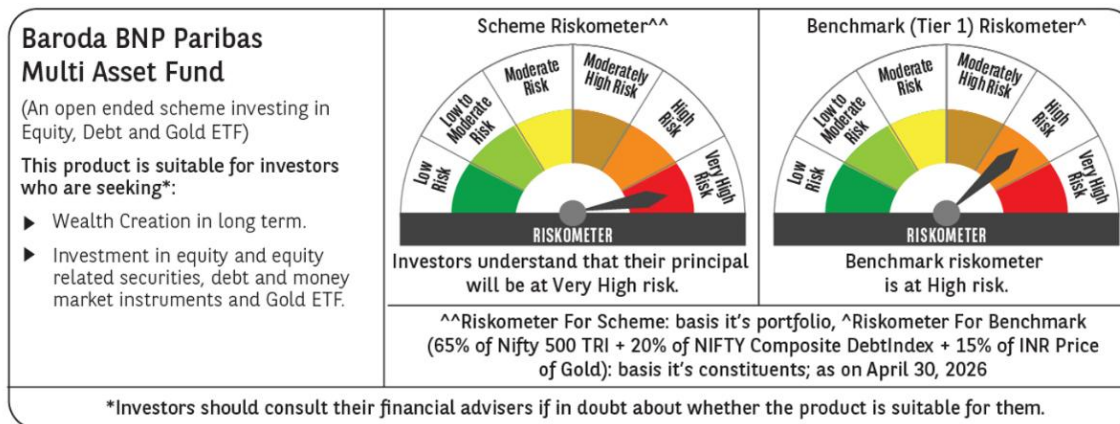 Baroda BNP Paribas
Multi Asset Fund
(An open ended scheme investing in
Equity, Debt and Gold ETF)
This product is suitable for investors
who are seeking*:
Wealth Creation in long term.
Investment in equity and equity
related securities, debt and money
market instruments and Gold ETF.
Scheme Riskometer^^
Low
Risk
Low to
Moderate
Risk
Moderate
Risk
Moderately
High Risk
High
Risk
Very High
Risk
RISKOMETER
Investors understand that their principal
will be at Very High risk.
Benchmark (Tier 1) Riskometer^
Low
Risk
Low to
Moderate
Risk
Moderate
Risk
Moderately
High Risk
High
Risk
Very High
Risk
RISKOMETER
Benchmark riskometer
is at High risk.
^^Riskometer For Scheme: basis it's portfolio, ^Riskometer For Benchmark
(65% of Nifty 500 TRI + 20% of NIFTY Composite DebtIndex + 15% of INR Price
of Gold): basis it's constituents; as on April 30, 2026
*Investors should consult their financial advisers if in doubt about whether the product is suitable for them.